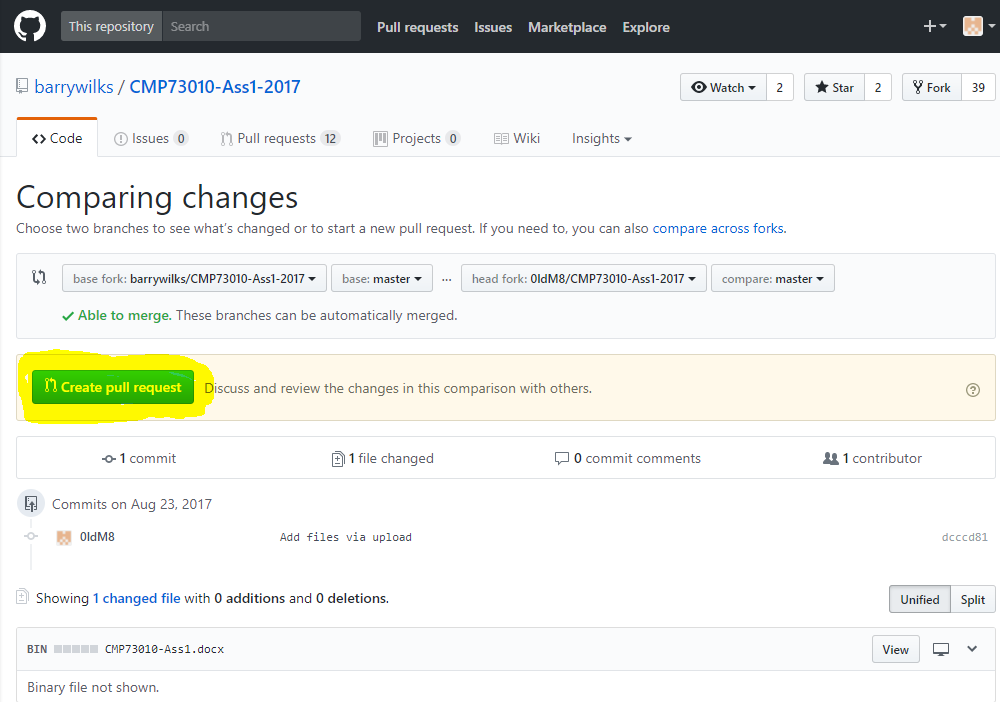 This repository Search Pull requests Issues Marketplace Explore
barrywilks / CMP73010-Ass1-2017 Watch 2 Star 2 Fork 39
Code Issues 0 Pull requests 12 Projects 0 Wiki Insights
Comparing changes
Choose two branches to see what's changed or to start a new pull request. If you need to, you can also compare across forks.
base fork: barrywilks/CMP73010-Ass1-2017 base: master ... head fork: 0ldM8/CMP73010-Ass1-2017 compare: master
Able to merge. These branches can be automatically merged.
Create pull request Discuss and review the changes in this comparison with others.
1 commit 1 file changed 0 commit comments 1 contributor
Commits on Aug 23, 2017
0ldM8 Add files via upload dcccd81
Showing 1 changed file with 0 additions and 0 deletions. Unified Split
BIN CMP73010-Ass1.docx View
Binary file not shown.